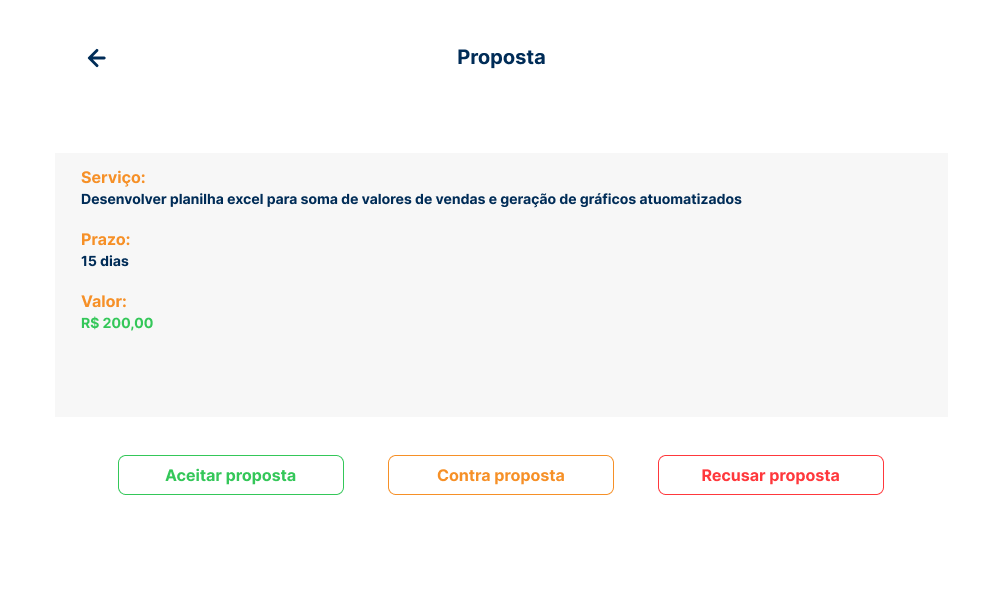 Proposta
Serviço:
Desenvolver planilha excel para soma de valores de vendas e geração de gráficos atuomatizados
Prazo:
15 dias
Valor:
R$ 200,00
Aceitar proposta
Contra proposta
Recusar proposta